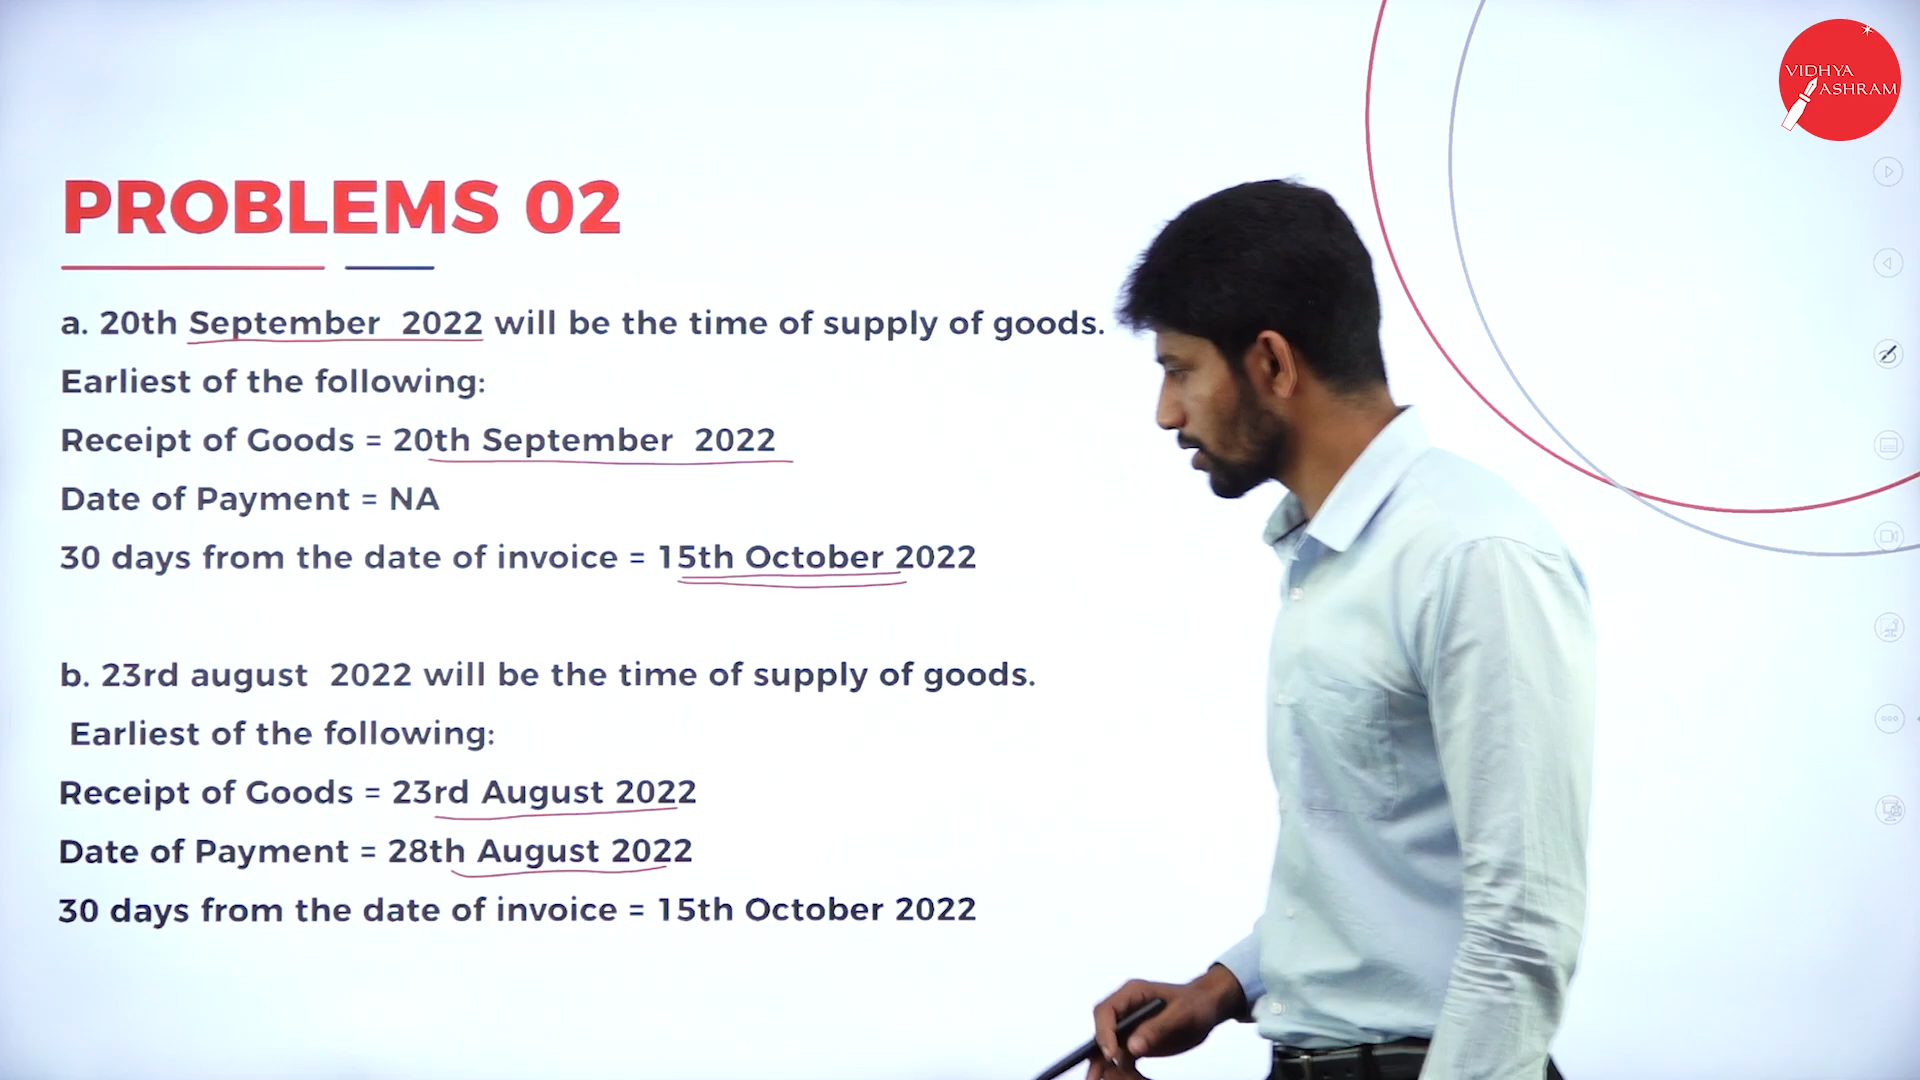 VIDHYA
ASHRAM
PROBLEMS 02
a. 20th September 2022 will be the time of supply of goods.
Earliest of the following:
Receipt of Goods = 20th September 2022
Date of Payment = NA
30 days from the date of invoice = 15th October 2022
b. 23rd august 2022 will be the time of supply of goods.
Earliest of the following:
Receipt of Goods = 23rd August 2022
Date of Payment = 28th August 2022
30 days from the date of invoice = 15th October 2022